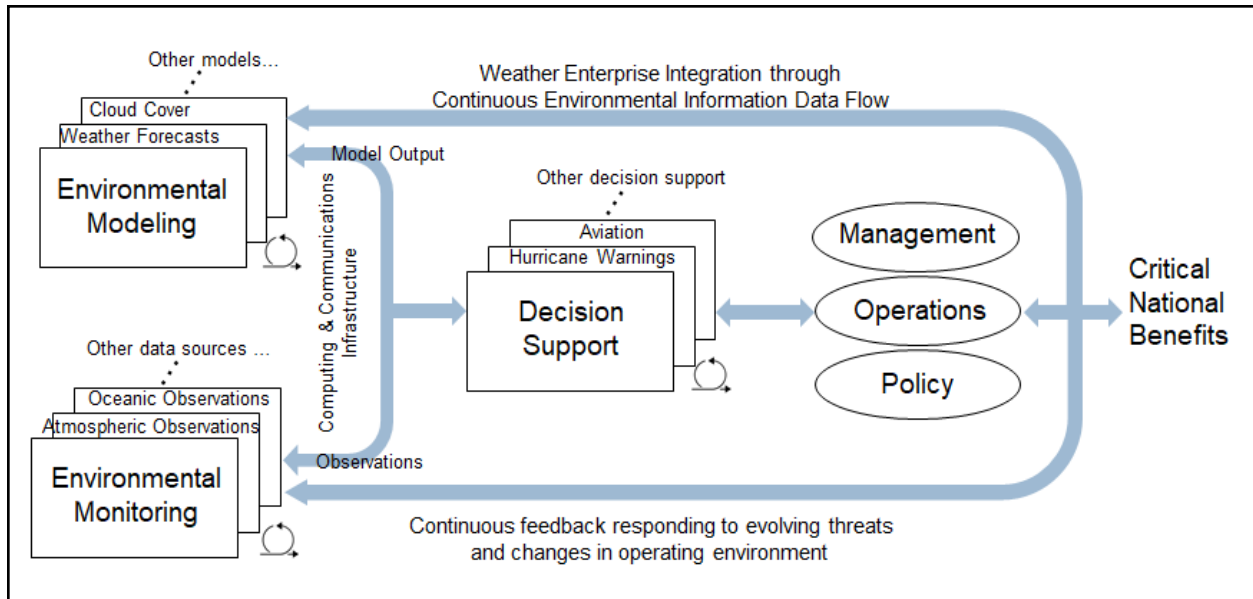 Other models…
Cloud Cover
Weather Forecasts
Environmental
Modeling
Weather Enterprise Integration through
Continuous Environmental Information Data Flow
Model Output
Computing & Communications
Infrastructure
Other decision support
Aviation
Hurricane Warnings
Decision
Support
Management
Operations
Policy
Critical
National
Benefits
Other data sources …
Oceanic Observations
Atmospheric Observations
Environmental
Monitoring
Observations
Continuous feedback responding to evolving threats
and changes in operating environment